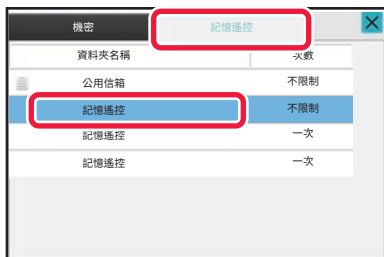 機密 記憶遙控
資料夾名稱 次數
公用信箱 不限制
記憶遙控 不限制
記憶遙控 一次
記憶遙控 一次